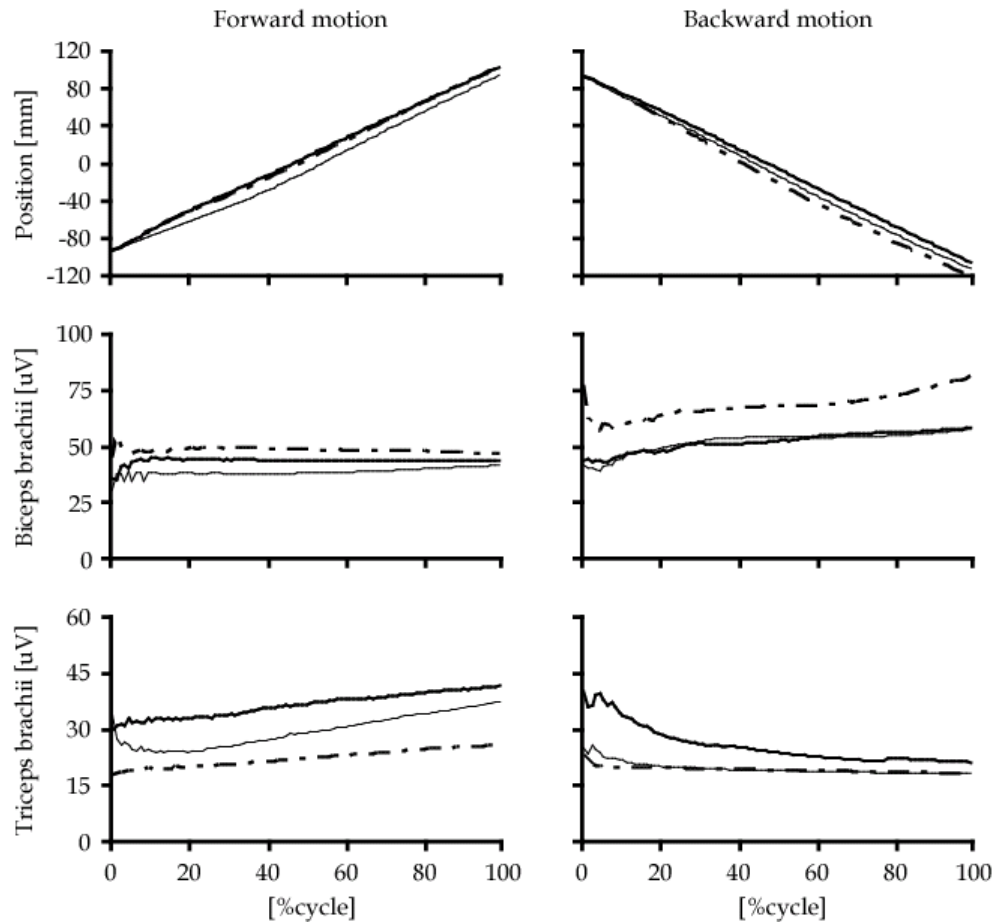 Forward motion
Backward motion
Position [mm]
120
80
40
0
-40
-80
-120
Biceps brachii [uV]
100
75
50
25
0
Triceps brachii [uV]
60
45
30
15
0
0 20 40 60 80 100
0 20 40 60 80 100
[%cycle]
[%cycle]